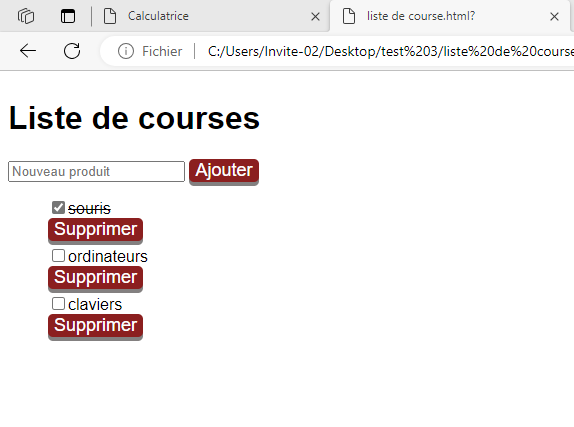 Calculatrice
liste de course.html?
Fichier C:/Users/Invite-02/Desktop/test%203/liste%20de%20course
Liste de courses
Nouveau produit Ajouter
souris
Supprimer
ordinateurs
Supprimer
claviers
Supprimer